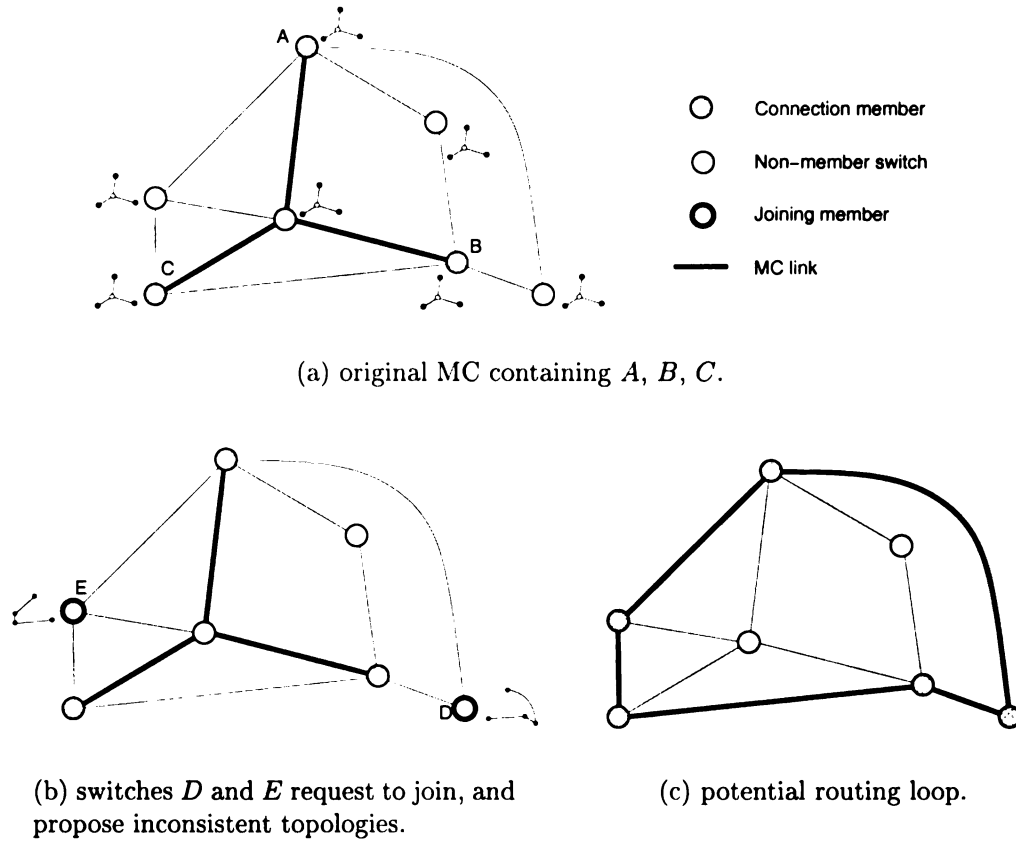 A
Connection member
Non-member switch
Joining member
MC link
B
C
(a) original MC containing A, B, C.
E
D
(b) switches D and E request to join, and
propose inconsistent topologies.
(c) potential routing loop.